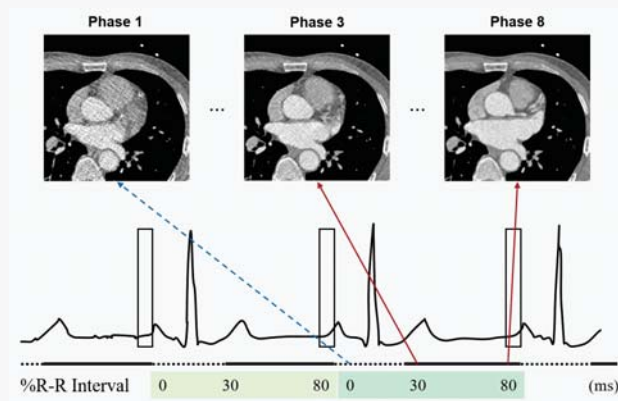 Phase 1 Phase 3 Phase 8
... ...
%R-R Interval 0 30 80 0 30 80 (ms)